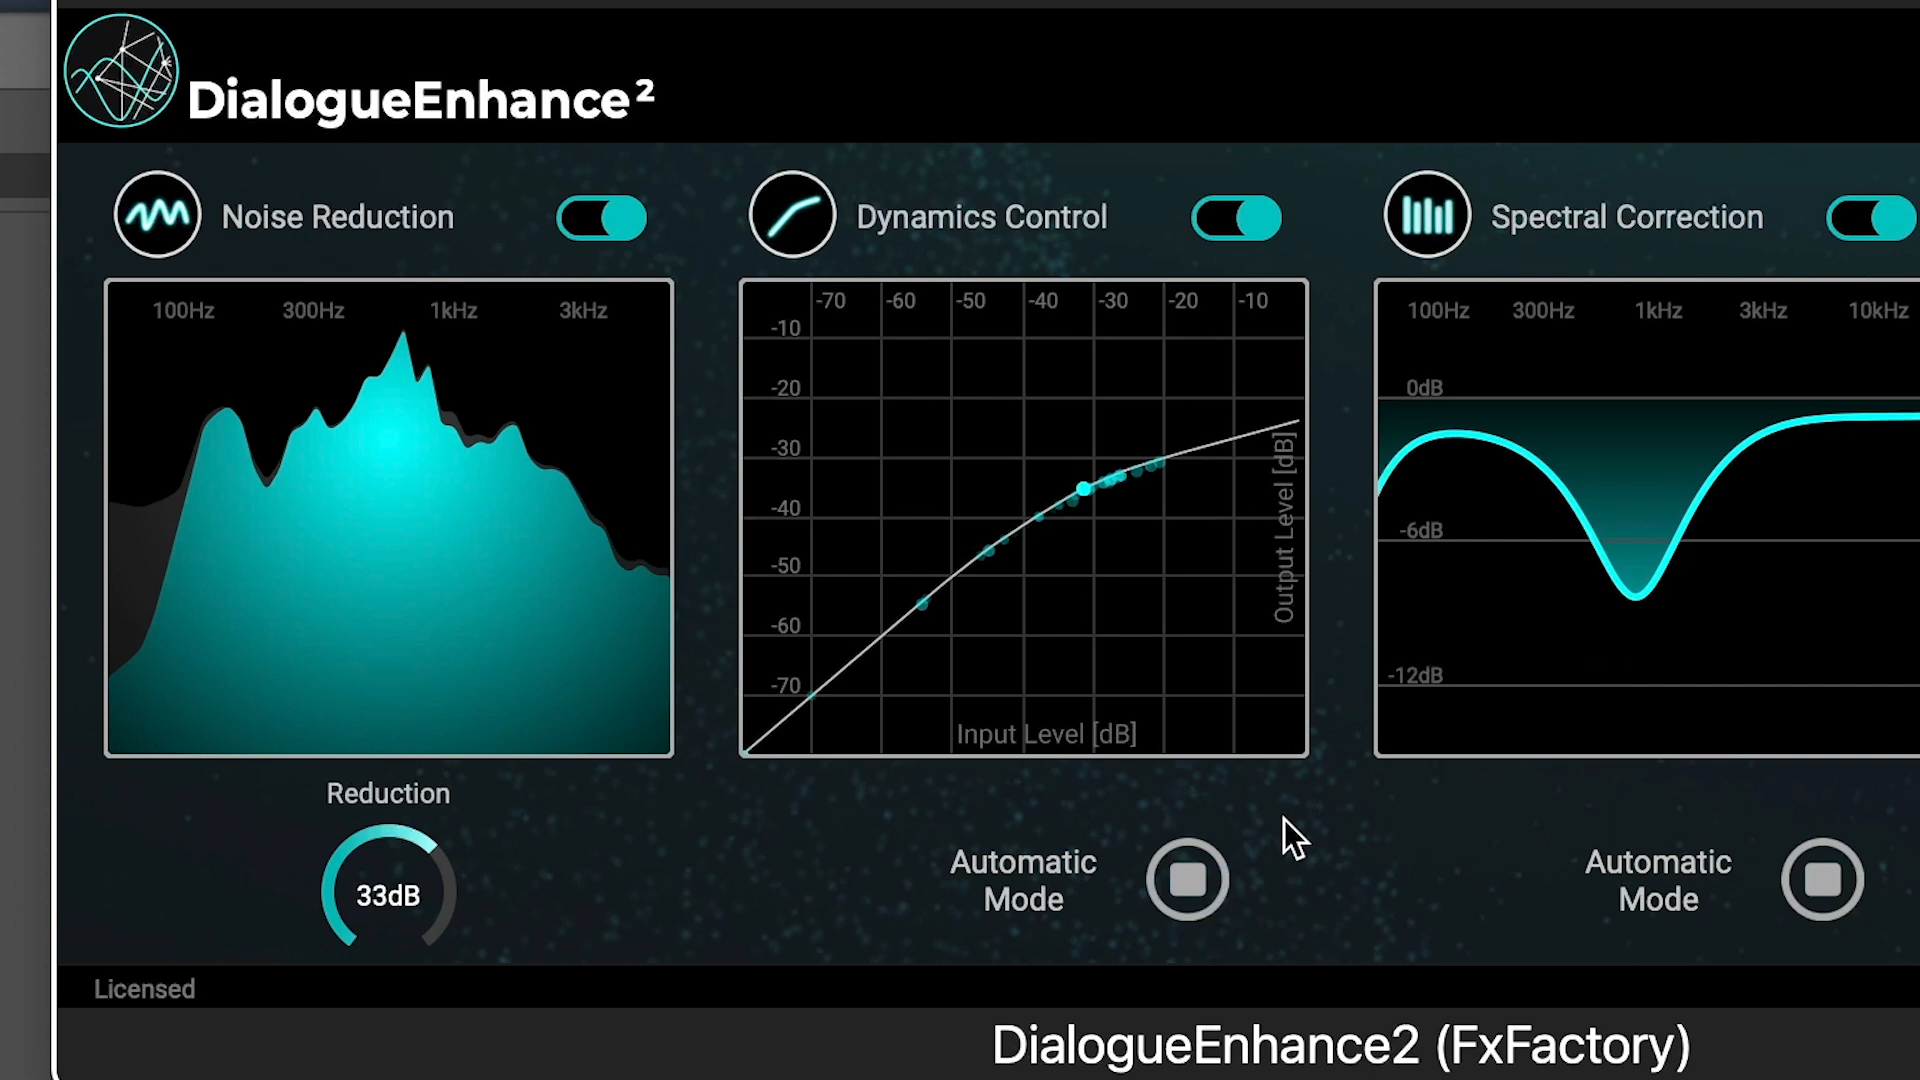 DialogueEnhance²
Noise Reduction
Dynamics Control
Spectral Correction
100Hz 300Hz 1kHz 3kHz
-70 -60 -50 -40 -30 -20 -10
-10
-20
-30
-40
-50
-60
-70
Output Level [dB]
Input Level [dB]
100Hz 300Hz 1kHz 3kHz 10kHz
0dB
-6dB
-12dB
Reduction
33dB
Automatic
Mode
Automatic
Mode
Licensed
DialogueEnhance2 (FxFactory)